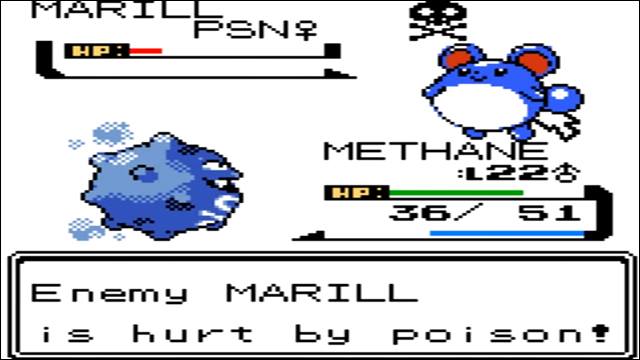 MARILL
PSN♀
HP:
METHANE
:L22♂
HP:
36/ 51
Enemy MARILL
is hurt by poison!